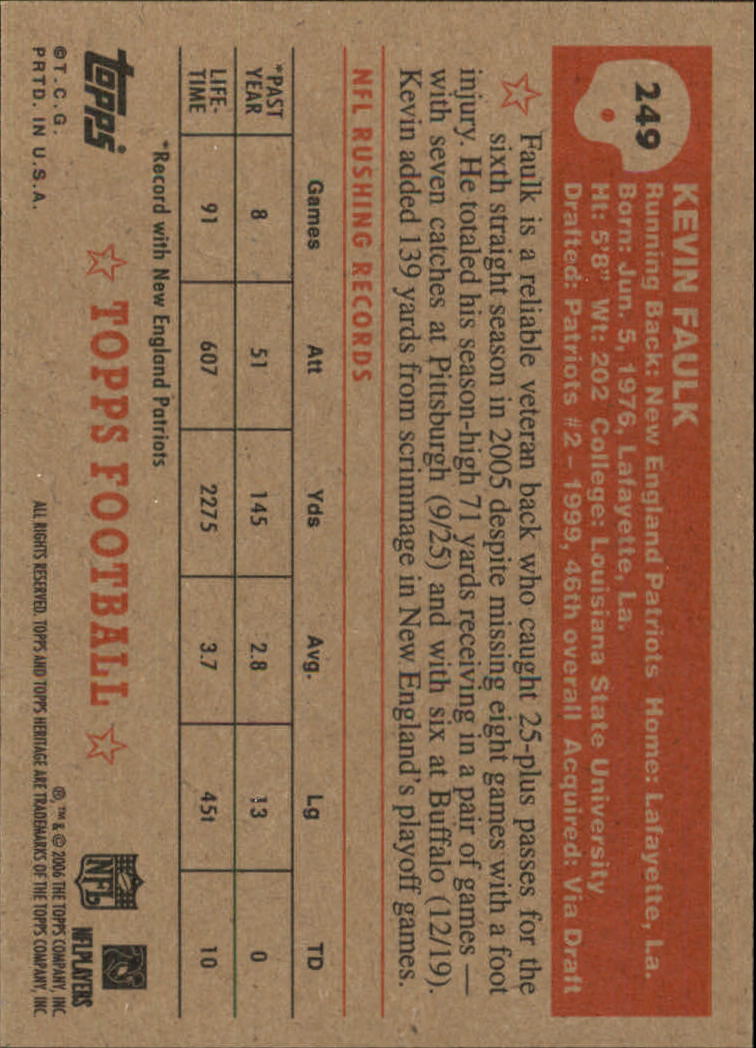 249
KEVIN FAULK
Running Back: New England Patriots Home: Lafayette, La.
Born: Jun. 5, 1976, Lafayette, La.
Ht: 5'8" Wt: 202 College: Louisiana State University
Drafted: Patriots #2 - 1999, 46th overall Acquired: Via Draft
Faulk is a reliable veteran back who caught 25-plus passes for the
sixth straight season in 2005 despite missing eight games with a foot
injury. He totaled his season-high 71 yards receiving in a pair of games —
with seven catches at Pittsburgh (9/25) and with six at Buffalo (12/19).
Kevin added 139 yards from scrimmage in New England's playoff games.
NFL RUSHING RECORDS
Games Att Yds Avg. Lg TD
*PAST
YEAR 8 51 145 2.8 13 0
LIFE-
TIME 91 607 2275 3.7 45t 10
*Record with New England Patriots
topps
©T.C.G.
PRTD. IN U.S.A.
TOPPS FOOTBALL
NFL
NFLPLAYERS
®, ™ & © 2006 THE TOPPS COMPANY, INC
ALL RIGHTS RESERVED. TOPPS AND TOPPS HERITAGE ARE TRADEMARKS OF THE TOPPS COMPANY, INC